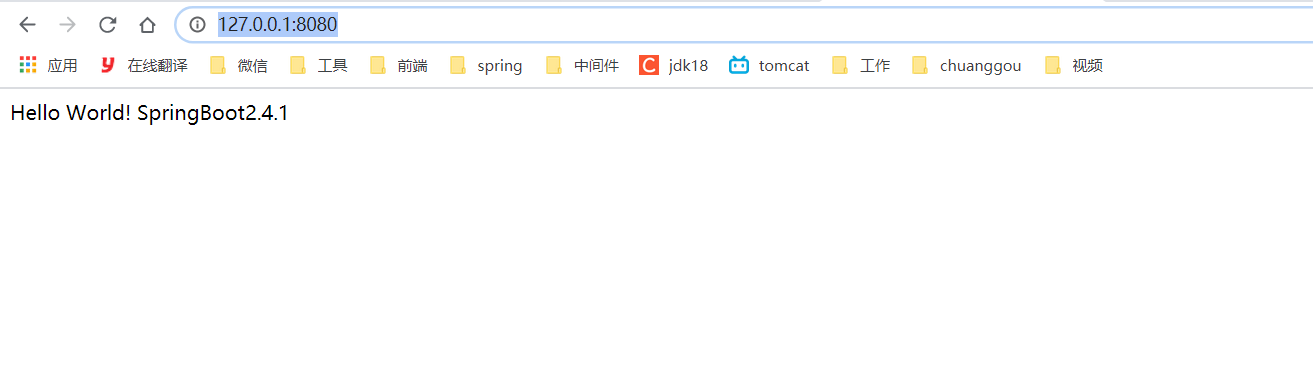 127.0.0.1:8080
应用 在线翻译 微信 工具 前端 spring 中间件 jdk18 tomcat 工作 chuanggou 视频
Hello World! SpringBoot2.4.1